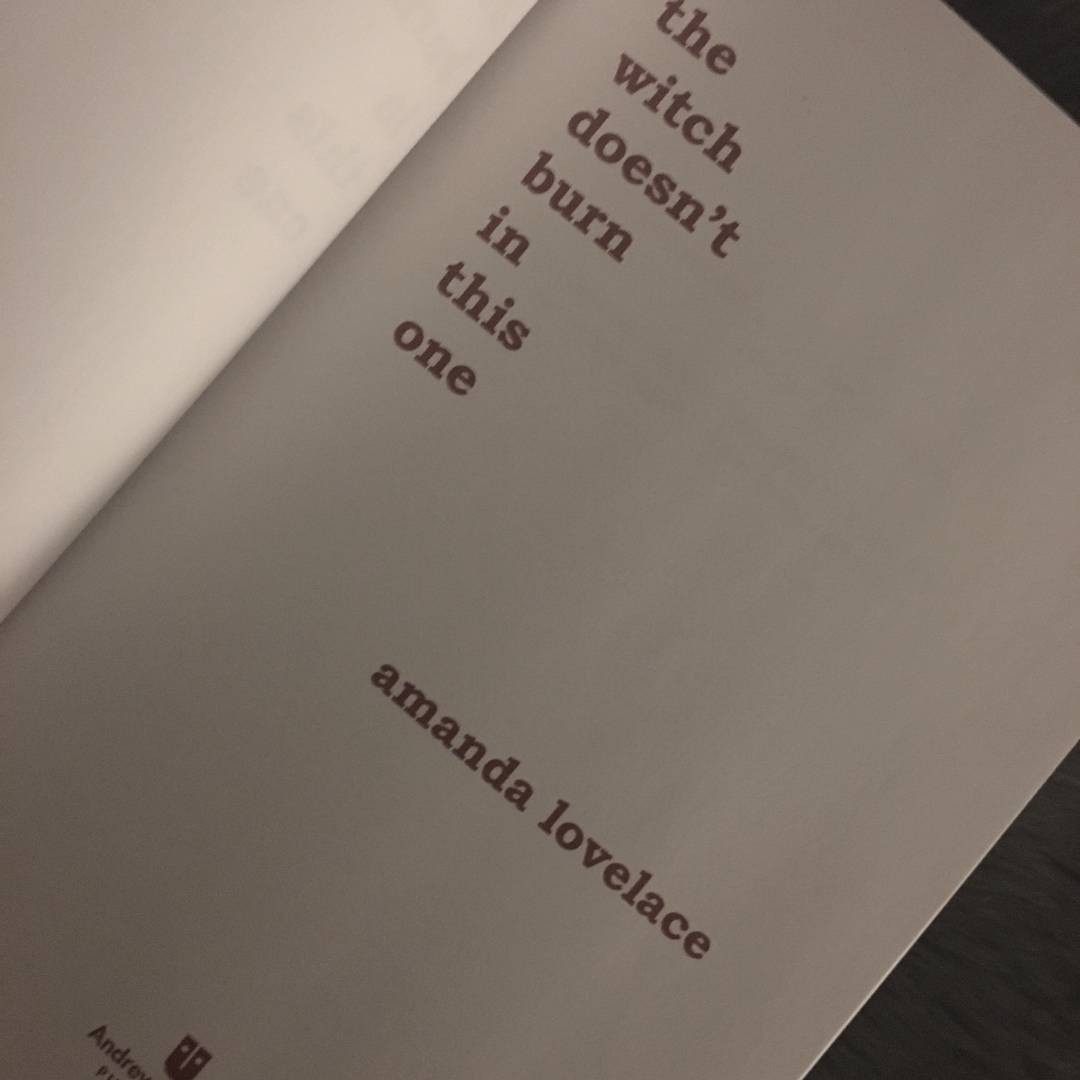 the
witch
doesn't
burn
in
this
one
amanda lovelace